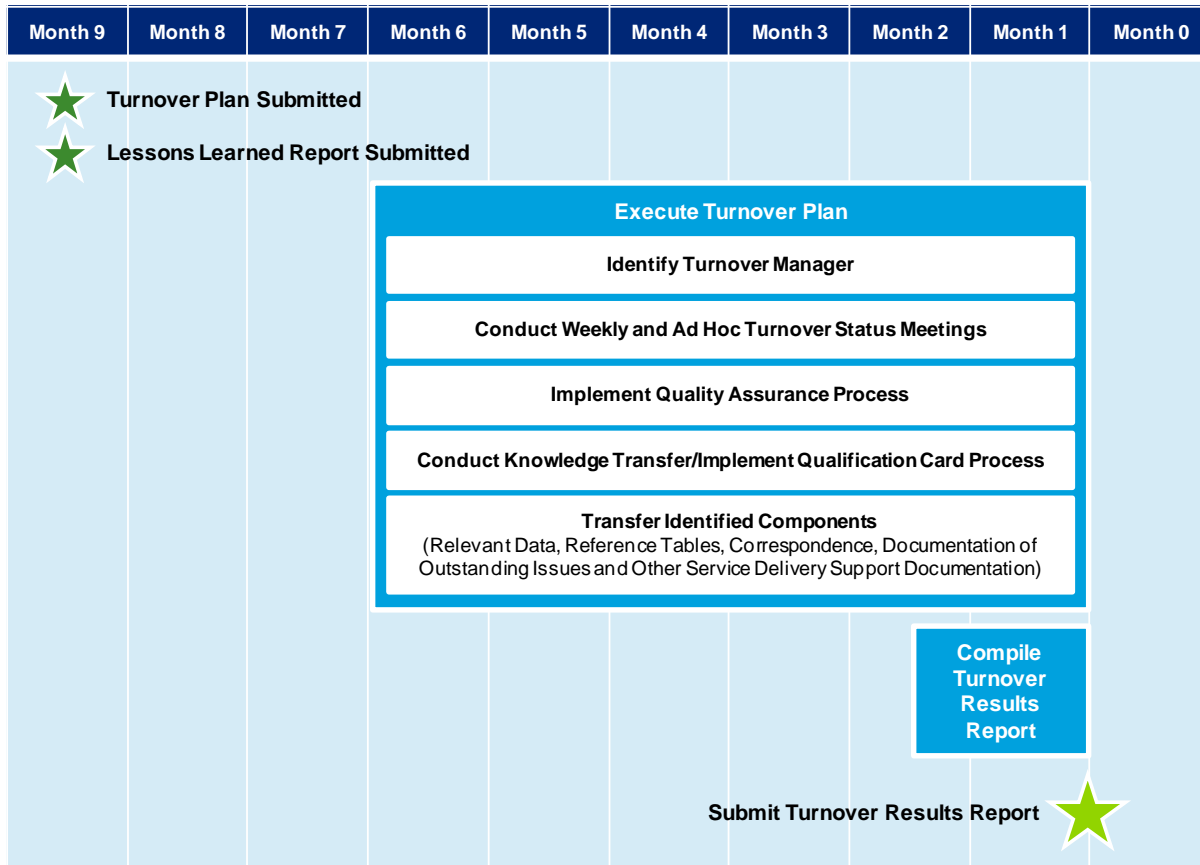 Month 9 Month 8 Month 7 Month 6 Month 5 Month 4 Month 3 Month 2 Month 1 Month 0
Turnover Plan Submitted
Lessons Learned Report Submitted
Execute Turnover Plan
Identify Turnover Manager
Conduct Weekly and Ad Hoc Turnover Status Meetings
Implement Quality Assurance Process
Conduct Knowledge Transfer/Implement Qualification Card Process
Transfer Identified Components
(Relevant Data, Reference Tables, Correspondence, Documentation of
Outstanding Issues and Other Service Delivery Support Documentation)
Compile
Turnover
Results
Report
Submit Turnover Results Report